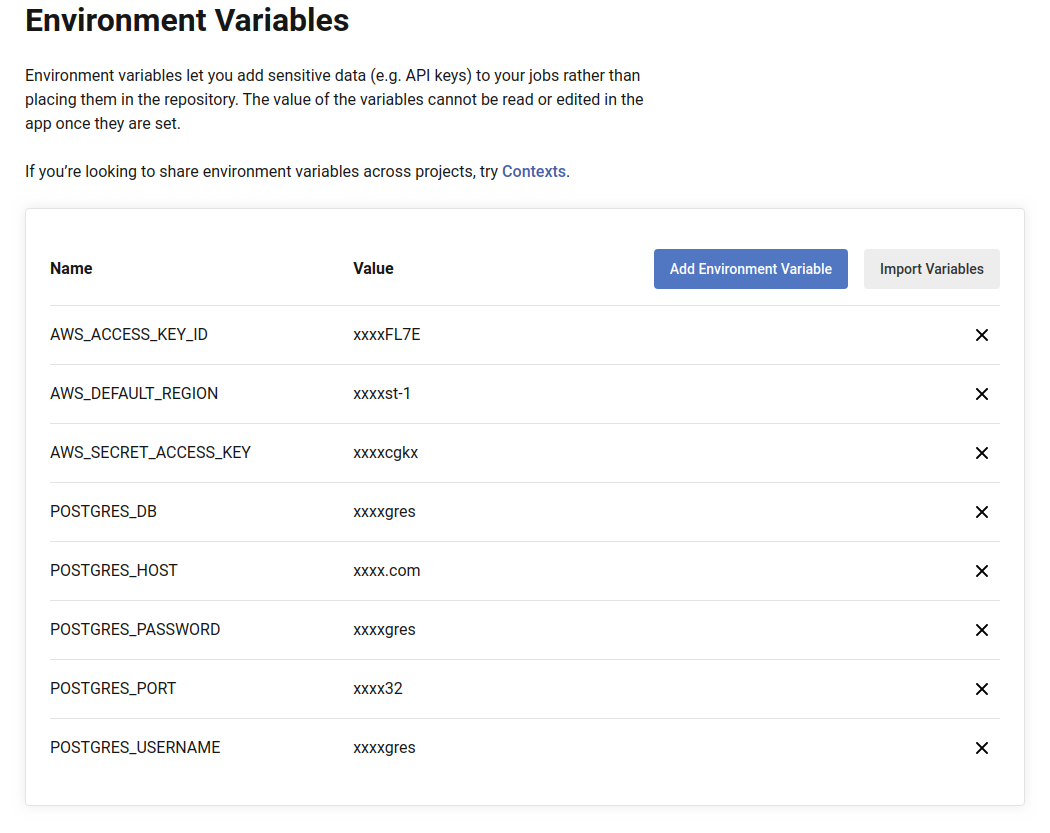 Environment Variables
Environment variables let you add sensitive data (e.g. API keys) to your jobs rather than
placing them in the repository. The value of the variables cannot be read or edited in the
app once they are set.
If you’re looking to share environment variables across projects, try Contexts.
Name Value Add Environment Variable Import Variables
AWS_ACCESS_KEY_ID xxxxFL7E
AWS_DEFAULT_REGION xxxxst-1
AWS_SECRET_ACCESS_KEY xxxxcgkx
POSTGRES_DB xxxxgres
POSTGRES_HOST xxxx.com
POSTGRES_PASSWORD xxxxgres
POSTGRES_PORT xxxx32
POSTGRES_USERNAME xxxxgres